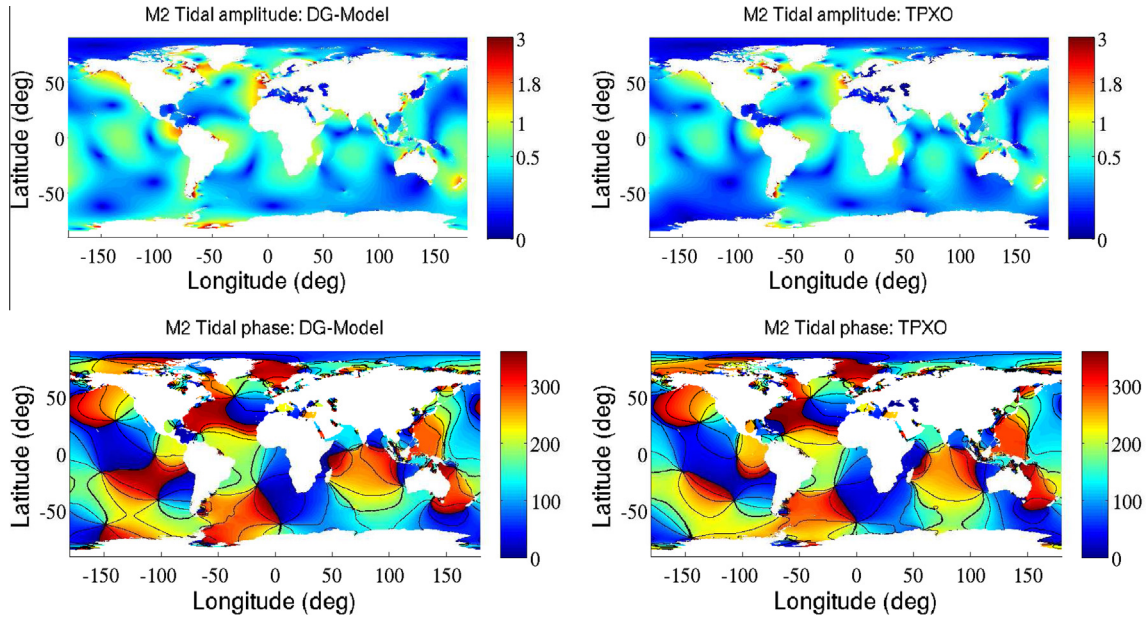 M2 Tidal amplitude: DG-Model
Latitude (deg)
50
0
-50
-150 -100 -50 0 50 100 150
Longitude (deg)
3
1.8
1
0.5
0
M2 Tidal amplitude: TPXO
Latitude (deg)
50
0
-50
-150 -100 -50 0 50 100 150
Longitude (deg)
3
1.8
1
0.5
0
M2 Tidal phase: DG-Model
Latitude (deg)
50
0
-50
-150 -100 -50 0 50 100 150
Longitude (deg)
300
200
100
0
M2 Tidal phase: TPXO
Latitude (deg)
50
0
-50
-150 -100 -50 0 50 100 150
Longitude (deg)
300
200
100
0